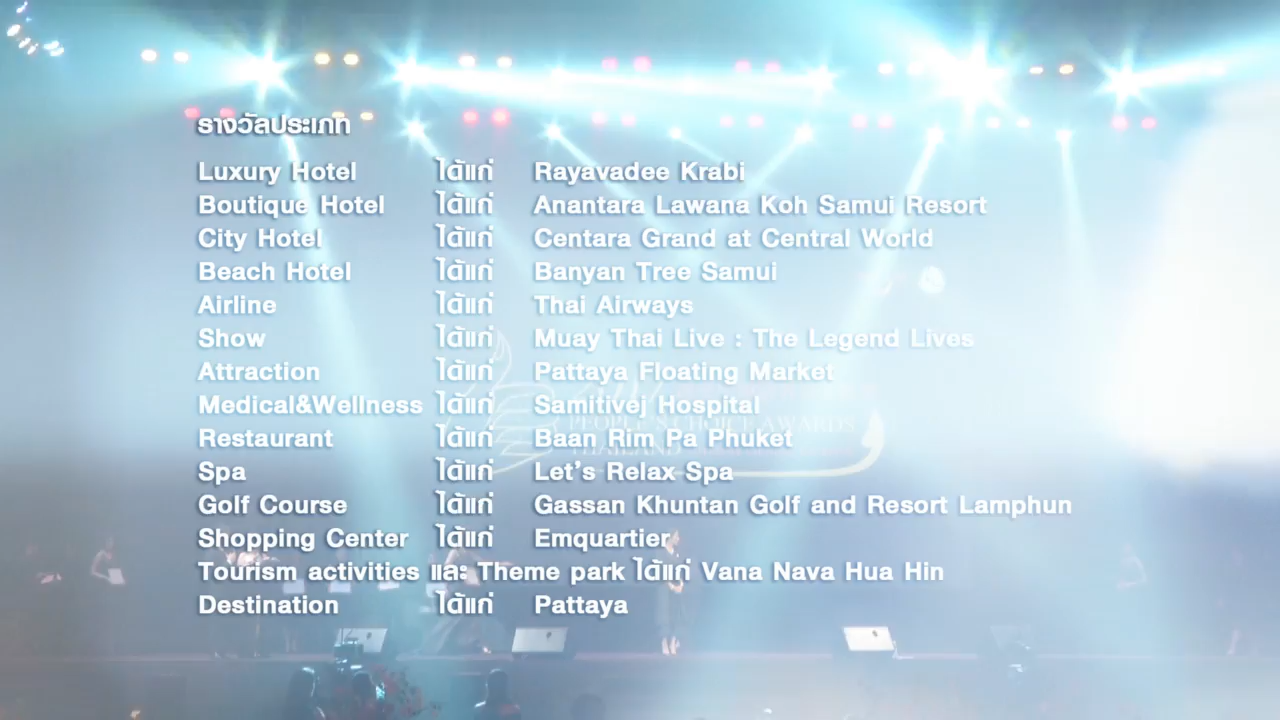 รางวัลประเภท
Luxury Hotel ได้แก่ Rayavadee Krabi
Boutique Hotel ได้แก่ Anantara Lawana Koh Samui Resort
City Hotel ได้แก่ Centara Grand at Central World
Beach Hotel ได้แก่ Banyan Tree Samui
Airline ได้แก่ Thai Airways
Show ได้แก่ Muay Thai Live : The Legend Lives
Attraction ได้แก่ Pattaya Floating Market
Medical&Wellness ได้แก่ Samitivej Hospital
PEOPLE'S CHOICE AWARDS
Restaurant ได้แก่ Baan Rim Pa Phuket
THAILAND
Spa ได้แก่ Let's Relax Spa
Golf Course ได้แก่ Gassan Khuntan Golf and Resort Lamphun
Shopping Center ได้แก่ Emquartier
Tourism activities และ Theme park ได้แก่ Vana Nava Hua Hin
Destination ได้แก่ Pattaya